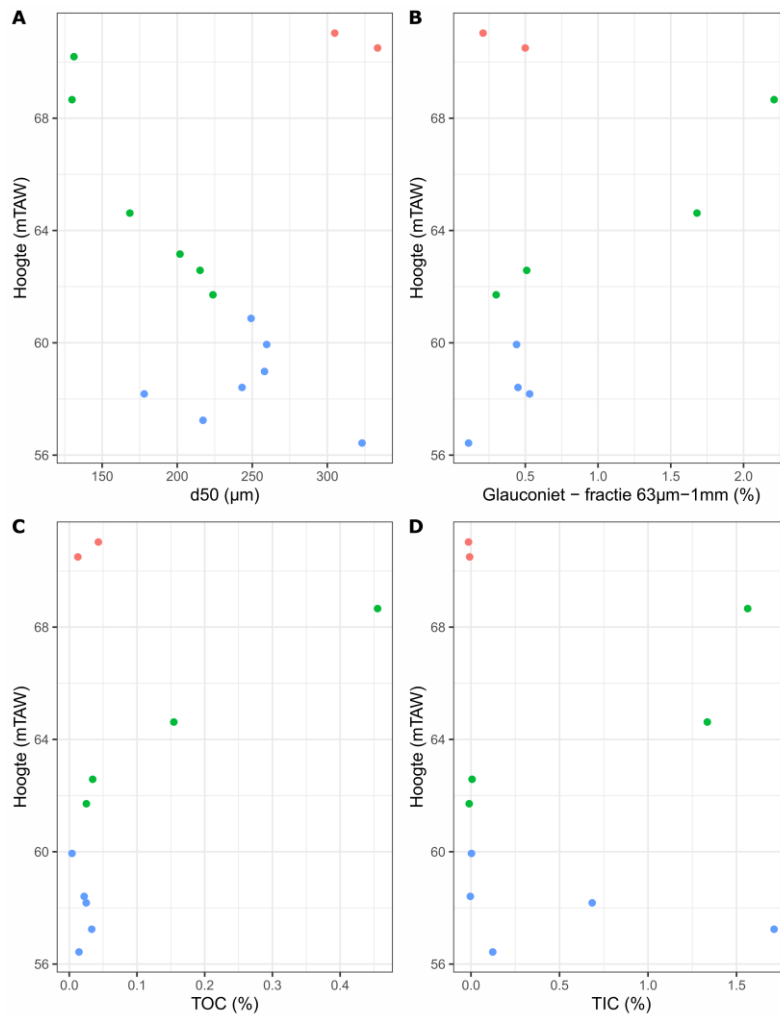 A
B
68
64
60
56
Hoogte (mTAW)
150 200 250 300
d50 (μm)
68
64
60
56
Hoogte (mTAW)
0.5 1.0 1.5 2.0
Glauconiet − fractie 63μm−1mm (%)
C
D
68
64
60
56
Hoogte (mTAW)
0.0 0.1 0.2 0.3 0.4
TOC (%)
68
64
60
56
Hoogte (mTAW)
0.0 0.5 1.0 1.5
TIC (%)